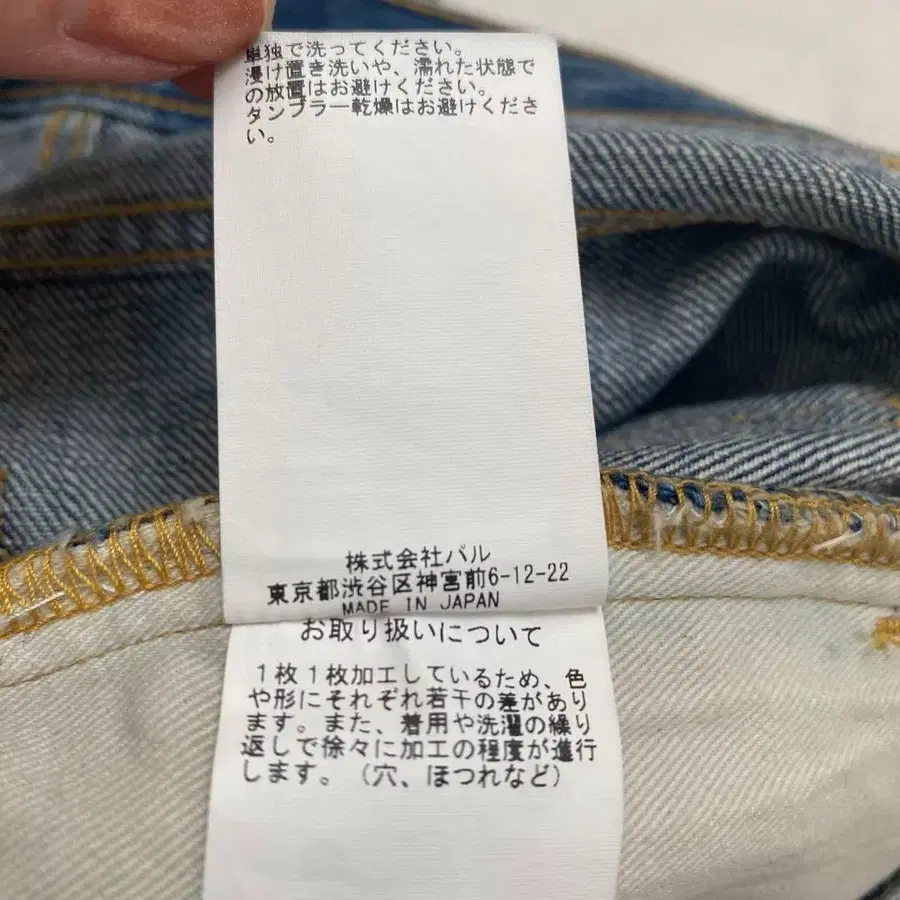 単独で洗ってください。
浸け置き洗いや、濡れた状態で
の放置はお避けください。
タンブラー乾燥はお避けくださ
い。
株式会社パル
東京都渋谷区神宮前6-12-22
MADE IN JAPAN
お取り扱いについて
1枚1枚加工しているため、色
や形にそれぞれ若干の差があり
ます。また、着用や洗濯の繰り
返しで徐々に加工の程度が進行
します。（穴、ほつれなど）